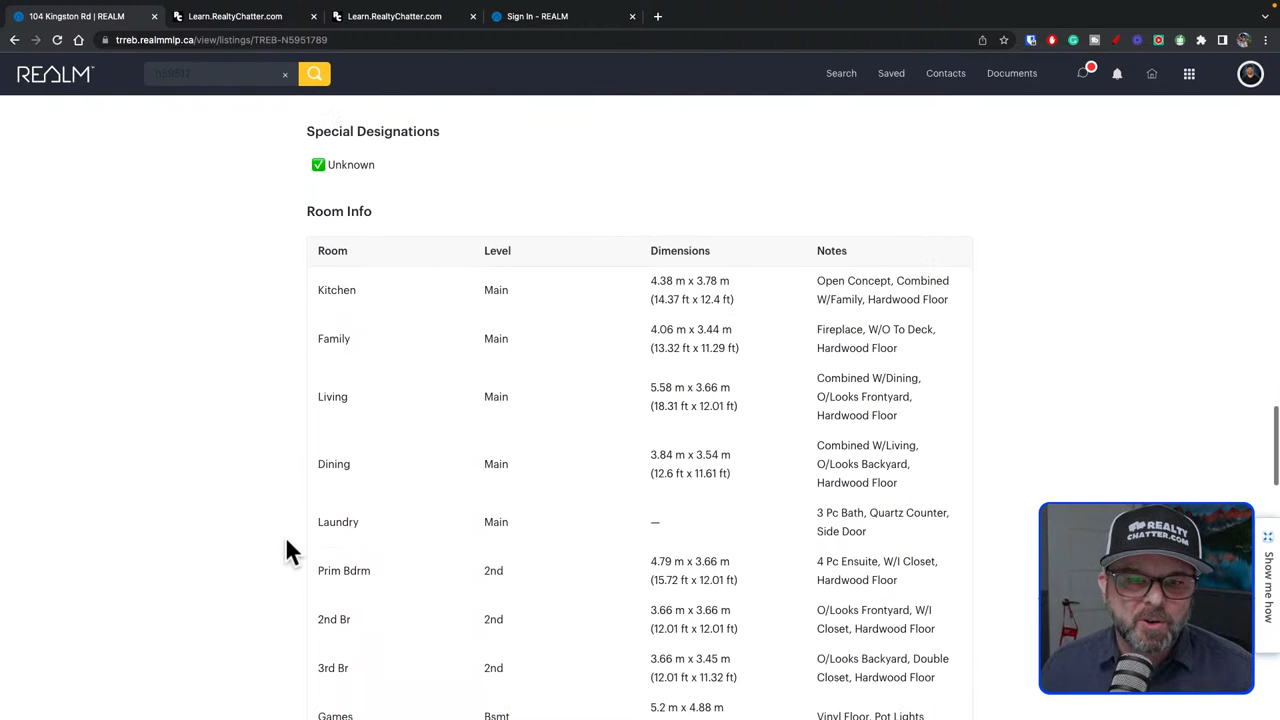 104 Kingston Rd | REALM
Learn.RealtyChatter.com
Learn.RealtyChatter.com
Sign In - REALM
trreb.realmmlp.ca/view/listings/TREB-N5951789
REALM
Search Saved Contacts Documents
Special Designations
✅ Unknown
Room Info
Room Level Dimensions Notes
Kitchen Main 4.38 m x 3.78 m Open Concept, Combined
(14.37 ft x 12.4 ft) W/Family, Hardwood Floor
Family Main 4.06 m x 3.44 m Fireplace, W/O To Deck,
(13.32 ft x 11.29 ft) Hardwood Floor
Living Main 5.58 m x 3.66 m Combined W/Dining,
(18.31 ft x 12.01 ft) O/Looks Frontyard,
Hardwood Floor
Dining Main 3.84 m x 3.54 m Combined W/Living,
(12.6 ft x 11.61 ft) O/Looks Backyard,
Hardwood Floor
Laundry Main — 3 Pc Bath, Quartz Counter,
Side Door
Prim Bdrm 2nd 4.79 m x 3.66 m 4 Pc Ensuite, W/I Closet,
(15.72 ft x 12.01 ft) Hardwood Floor
2nd Br 2nd 3.66 m x 3.66 m O/Looks Frontyard, W/I
(12.01 ft x 12.01 ft) Closet, Hardwood Floor
3rd Br 2nd 3.66 m x 3.45 m O/Looks Backyard, Double
(12.01 ft x 11.32 ft) Closet, Hardwood Floor
Games Bsmt 5.2 m x 4.88 m Vinyl Floor, Pot Lights
REALTY
CHATTER.COM
Show me how